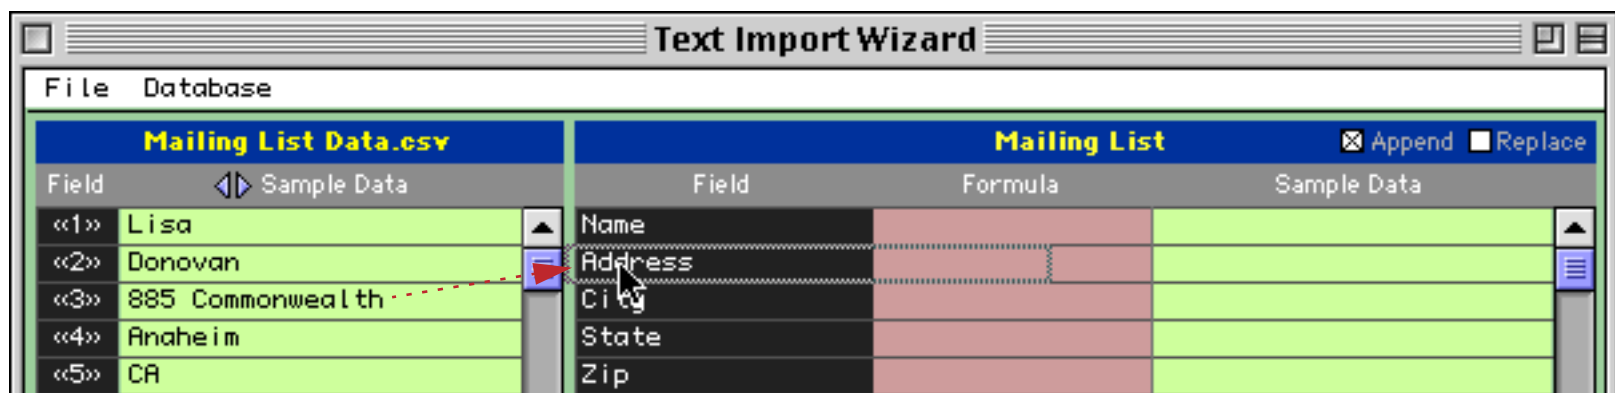 Text Import Wizard
File Database
Mailing List Data.csv Mailing List Append Replace
Field Sample Data Field Formula Sample Data
«1» Lisa Name
«2» Donovan Address
«3» 885 Commonwealth City
«4» Anaheim State
«5» CA Zip